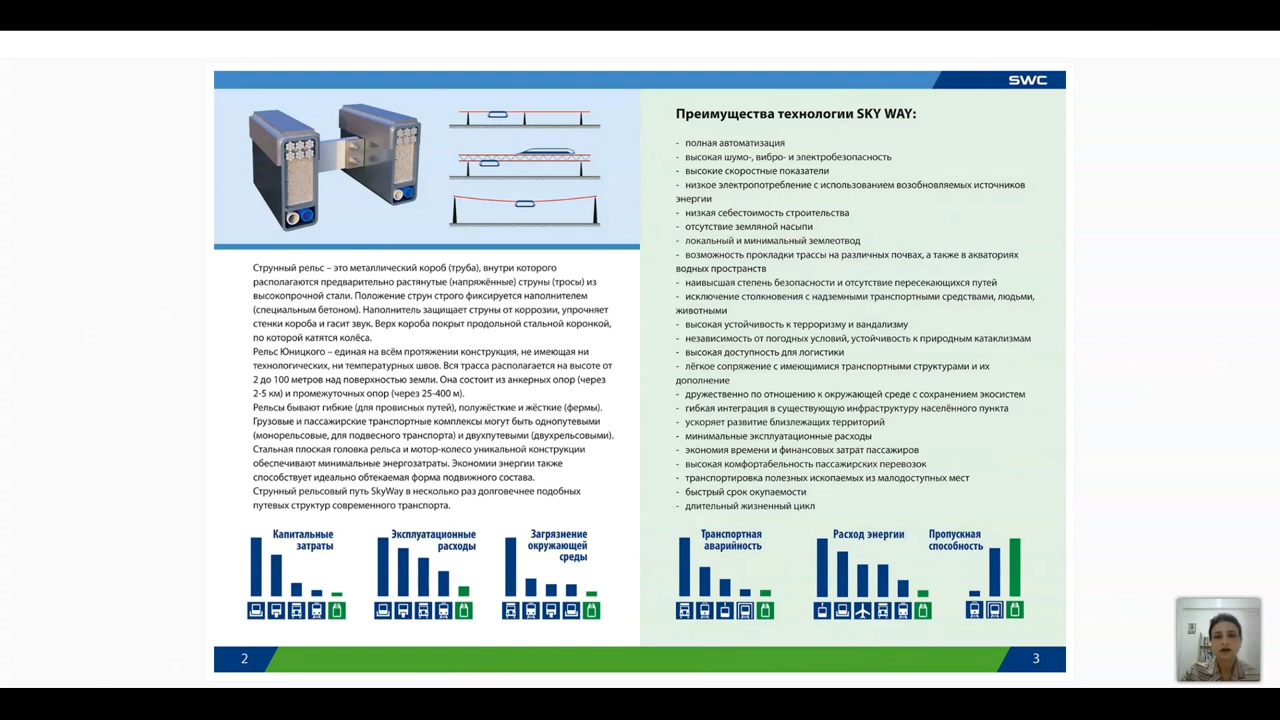 SWC
Струнный рельс – это металлический короб (труба), внутри которого
располагаются предварительно растянутые (напряжённые) струны (тросы) из
высокопрочной стали. Положение струн строго фиксируется наполнителем
(специальным бетоном). Наполнитель защищает струны от коррозии, упрочняет
стенки короба и гасит звук. Верх короба покрыт продольной стальной коронкой,
по которой катятся колёса.
Рельс Юницкого – единая на всём протяжении конструкция, не имеющая ни
технологических, ни температурных швов. Вся трасса располагается на высоте от
2 до 100 метров над поверхностью земли. Она состоит из анкерных опор (через
2-5 км) и промежуточных опор (через 25-400 м).
Рельсы бывают гибкие (для провисных путей), полужёсткие и жёсткие (фермы).
Грузовые и пассажирские транспортные комплексы могут быть однопутевыми
(монорельсовые, для подвесного транспорта) и двухпутевыми (двухрельсовыми).
Стальная плоская головка рельса и мотор-колесо уникальной конструкции
обеспечивают минимальные энергозатраты. Экономии энергии также
способствует идеально обтекаемая форма подвижного состава.
Струнный рельсовый путь SkyWay в несколько раз долговечнее подобных
путевых структур современного транспорта.
Капитальные
затраты
Эксплуатационные
расходы
Загрязнение
окружающей
среды
2
Преимущества технологии SKY WAY:
- полная автоматизация
- высокая шумо-, вибро- и электробезопасность
- высокие скоростные показатели
- низкое электропотребление с использованием возобновляемых источников
энергии
- низкая себестоимость строительства
- отсутствие земляной насыпи
- локальный и минимальный землеотвод
- возможность прокладки трассы на различных почвах, а также в акваториях
водных пространств
- наивысшая степень безопасности и отсутствие пересекающихся путей
- исключение столкновения с надземными транспортными средствами, людьми,
животными
- высокая устойчивость к терроризму и вандализму
- независимость от погодных условий, устойчивость к природным катаклизмам
- высокая доступность для логистики
- лёгкое сопряжение с имеющимися транспортными структурами и их
дополнение
- дружественно по отношению к окружающей среде с сохранением экосистем
- гибкая интеграция в существующую инфраструктуру населённого пункта
- ускоряет развитие близлежащих территорий
- минимальные эксплуатационные расходы
- экономия времени и финансовых затрат пассажиров
- высокая комфортабельность пассажирских перевозок
- транспортировка полезных ископаемых из малодоступных мест
- быстрый срок окупаемости
- длительный жизненный цикл
Транспортная
аварийность
Расход энергии
Пропускная
способность
3